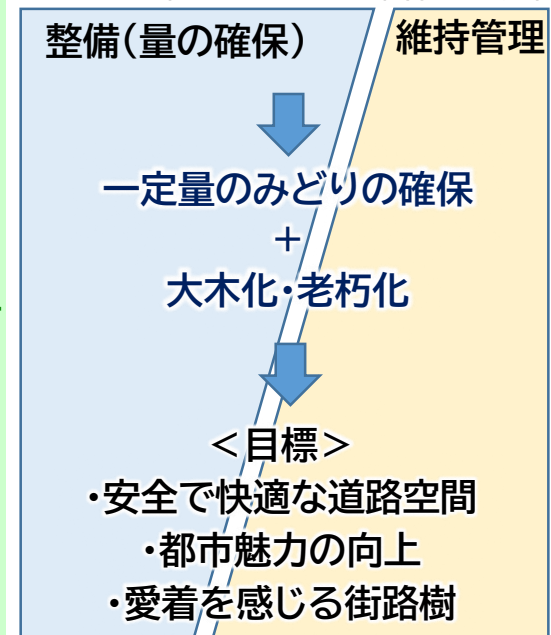 整備（量の確保）
維持管理
一定量のみどりの確保
＋
大木化・老朽化
＜目標＞
・安全で快適な道路空間
・都市魅力の向上
・愛着を感じる街路樹